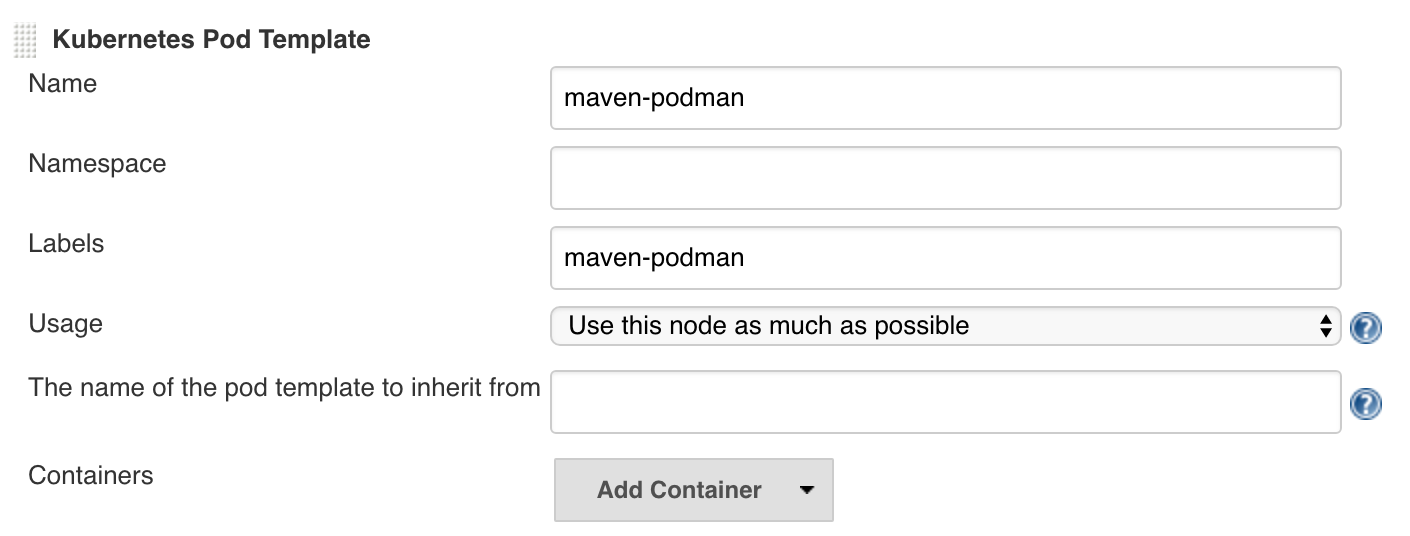 Kubernetes Pod Template
Name
maven-podman
Namespace
Labels
maven-podman
Usage
Use this node as much as possible
?
The name of the pod template to inherit from
?
Containers
Add Container